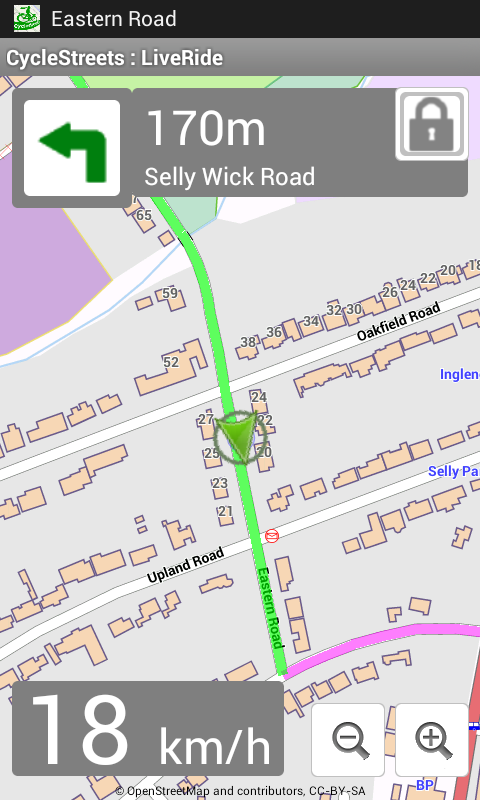 Eastern Road
CycleStreets : LiveRide
170m
Selly Wick Road
65
59
18
20
22
24
26
30
32
34
36
38
Oakfield Road
52
Inglen
24
27
22
25
20
Selly Pa
23
21
Upland Road
Eastern Road
18 km/h
BP
© OpenStreetMap and contributors, CC-BY-SA